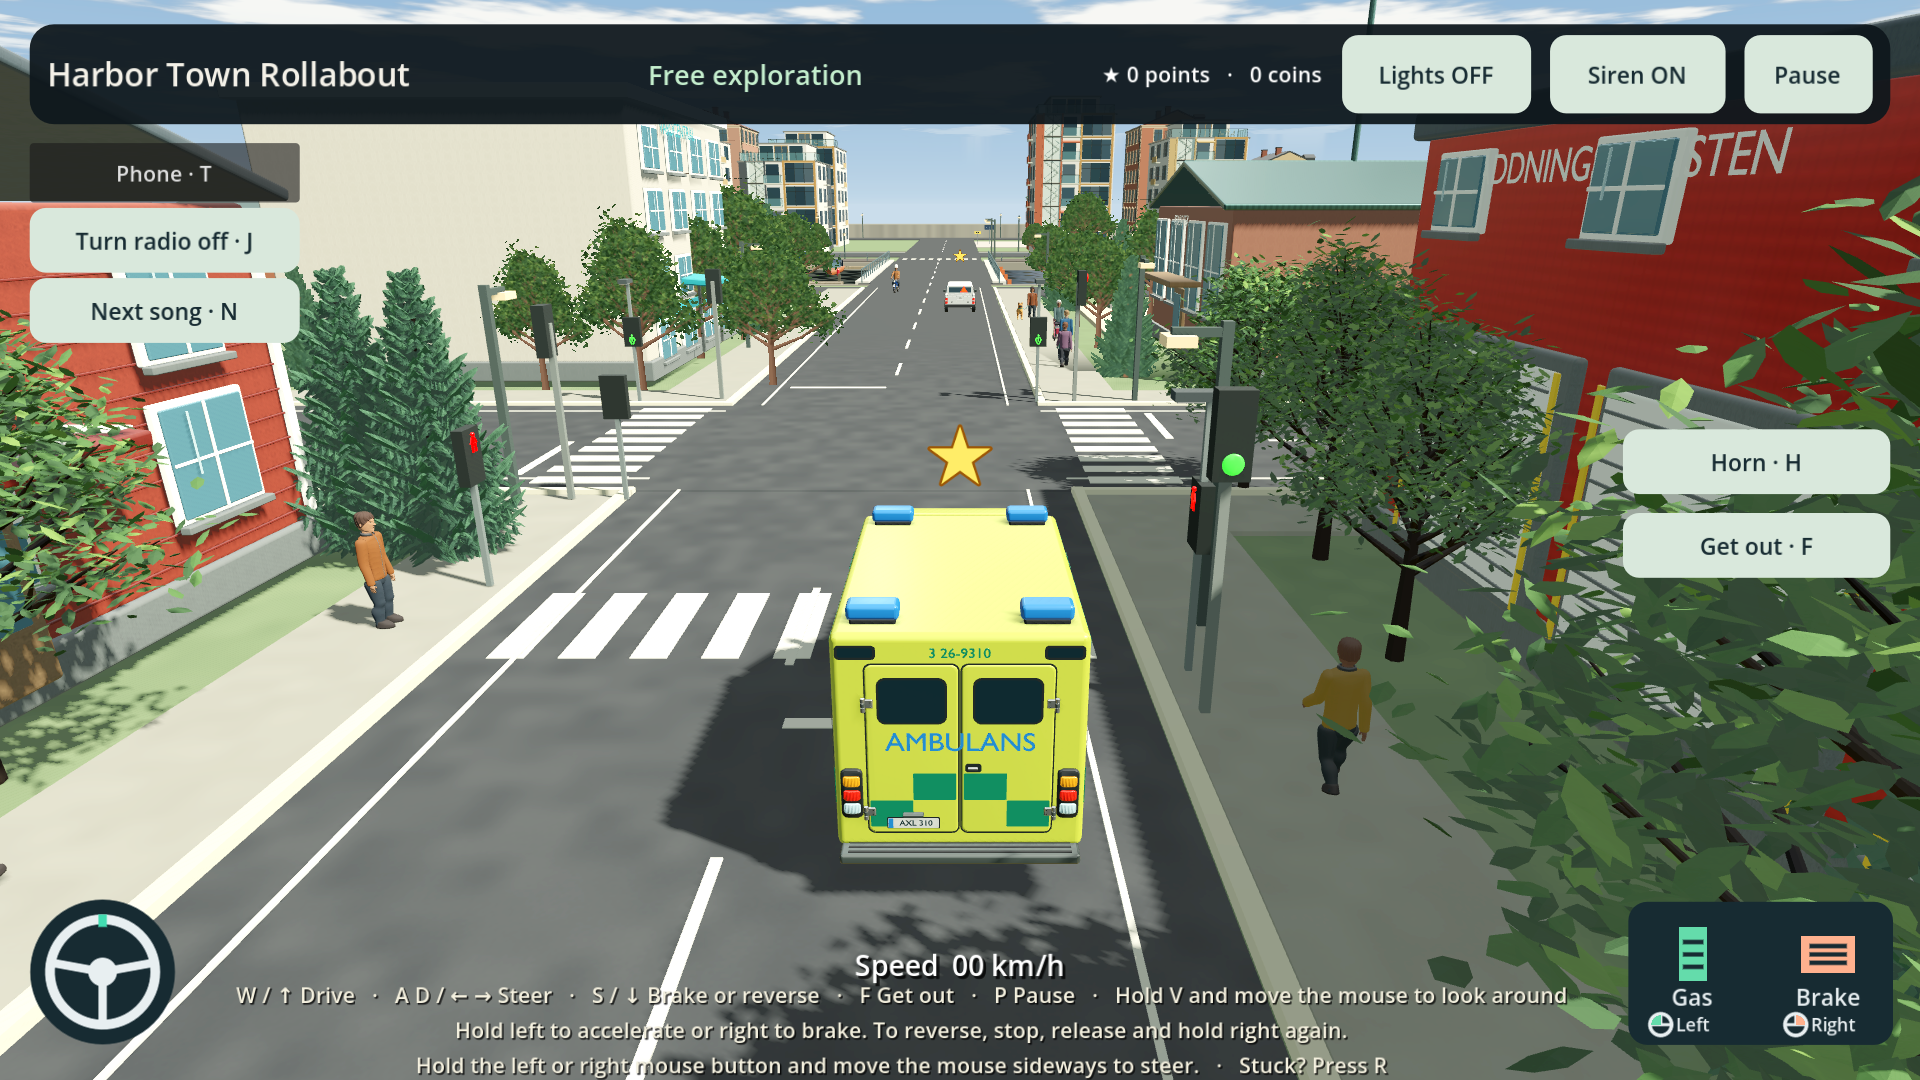 Harbor Town Rollabout
Free exploration
★ 0 points · 0 coins
Lights OFF
Siren ON
Pause
Phone · T
Turn radio off · J
Next song · N
STEN
Horn · H
Get out · F
3 26-9310
AMBULANS
AXL 310
Speed 00 km/h
W / ↑ Drive · A D / ← → Steer · S / ↓ Brake or reverse · F Get out · P Pause · Hold V and move the mouse to look around
Hold left to accelerate or right to brake. To reverse, stop, release and hold right again.
Hold the left or right mouse button and move the mouse sideways to steer. · Stuck? Press R
Gas
Left
Brake
Right